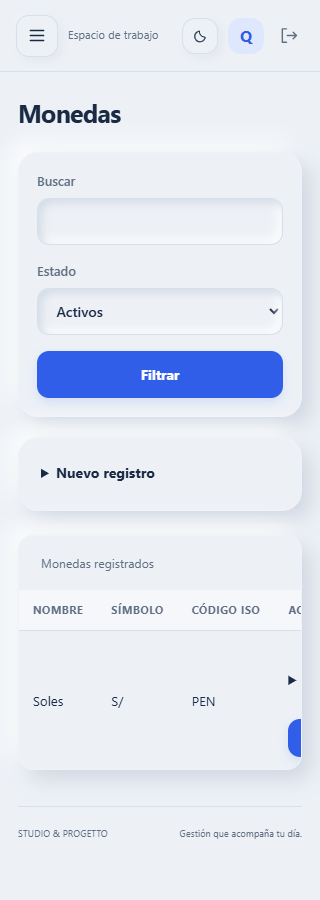 Espacio de trabajo
Q
Monedas
Buscar
Estado
Activos
Filtrar
Nuevo registro
Monedas registrados
NOMBRE SÍMBOLO CÓDIGO ISO
Soles S/ PEN
STUDIO & PROGETTO Gestión que acompaña tu día.